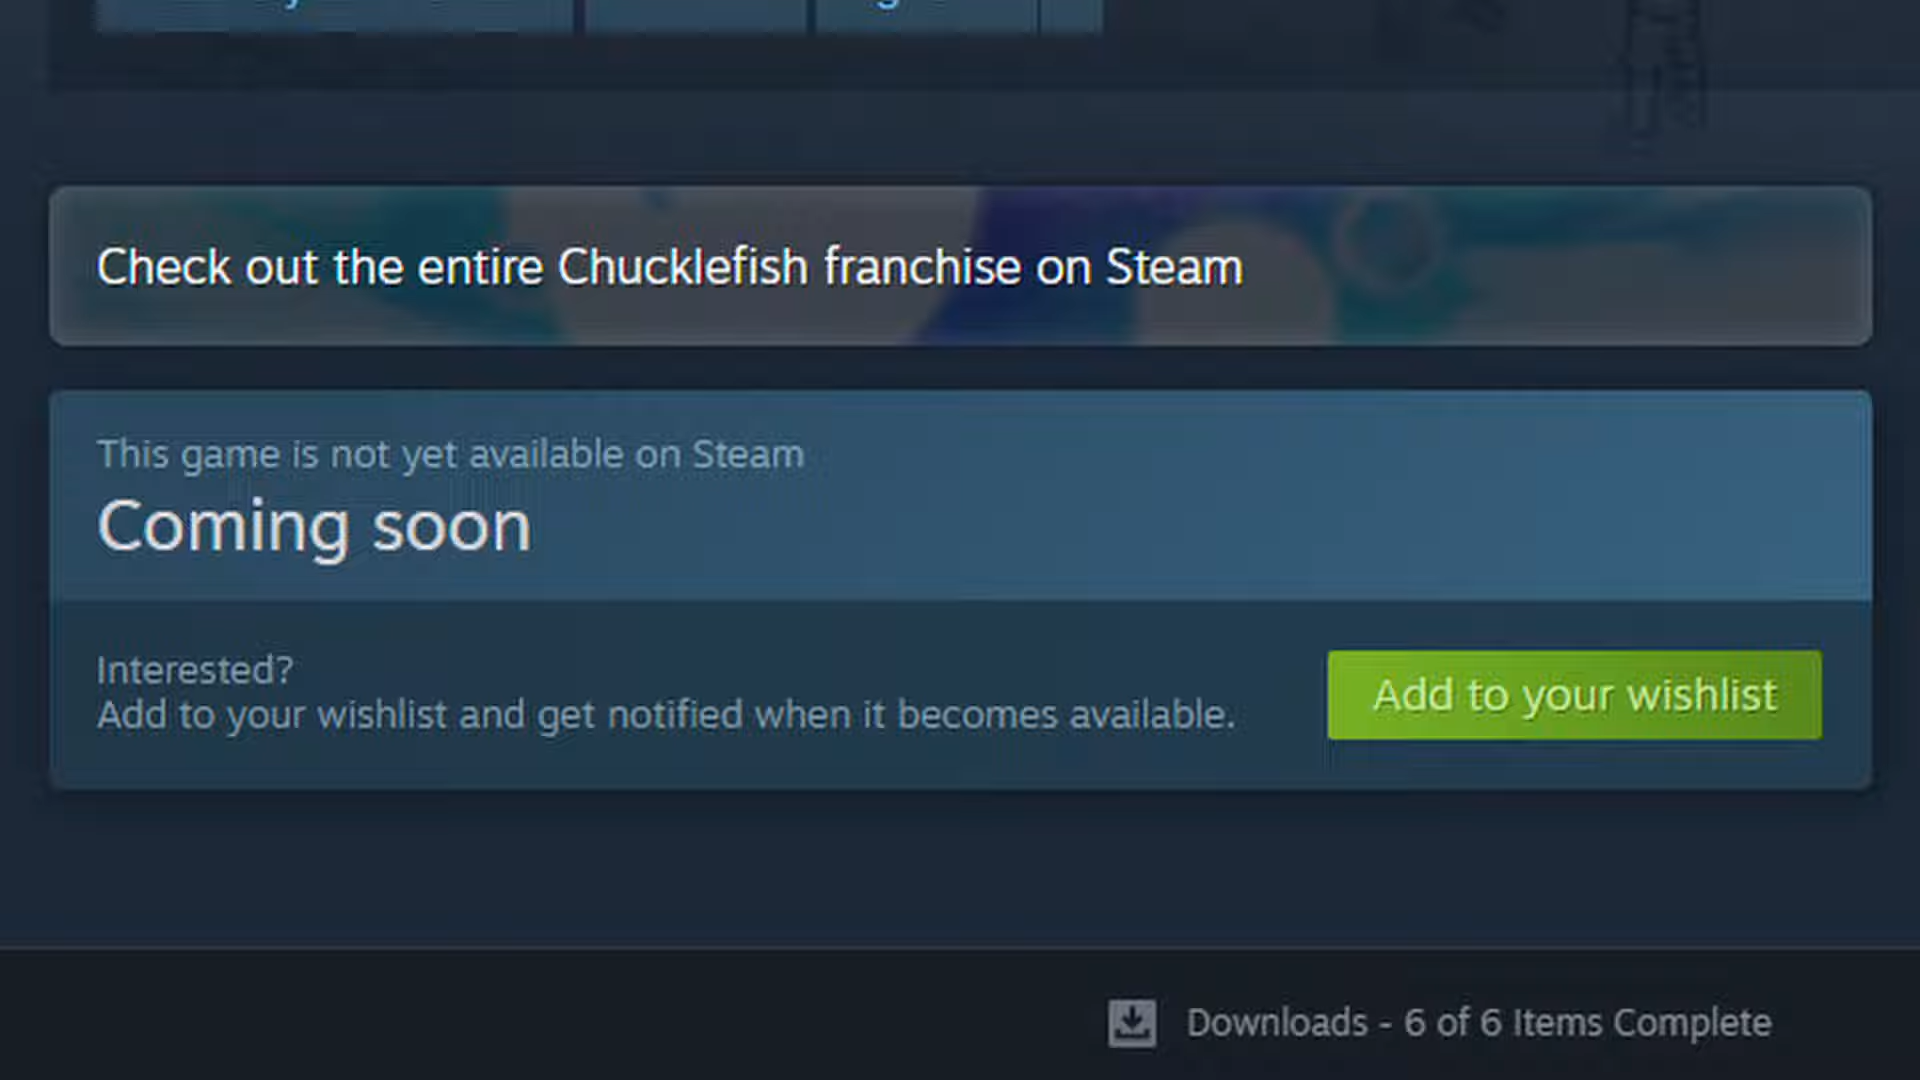 Check out the entire Chucklefish franchise on Steam
This game is not yet available on Steam
Coming soon
Interested?
Add to your wishlist and get notified when it becomes available.
Add to your wishlist
Downloads - 6 of 6 Items Complete